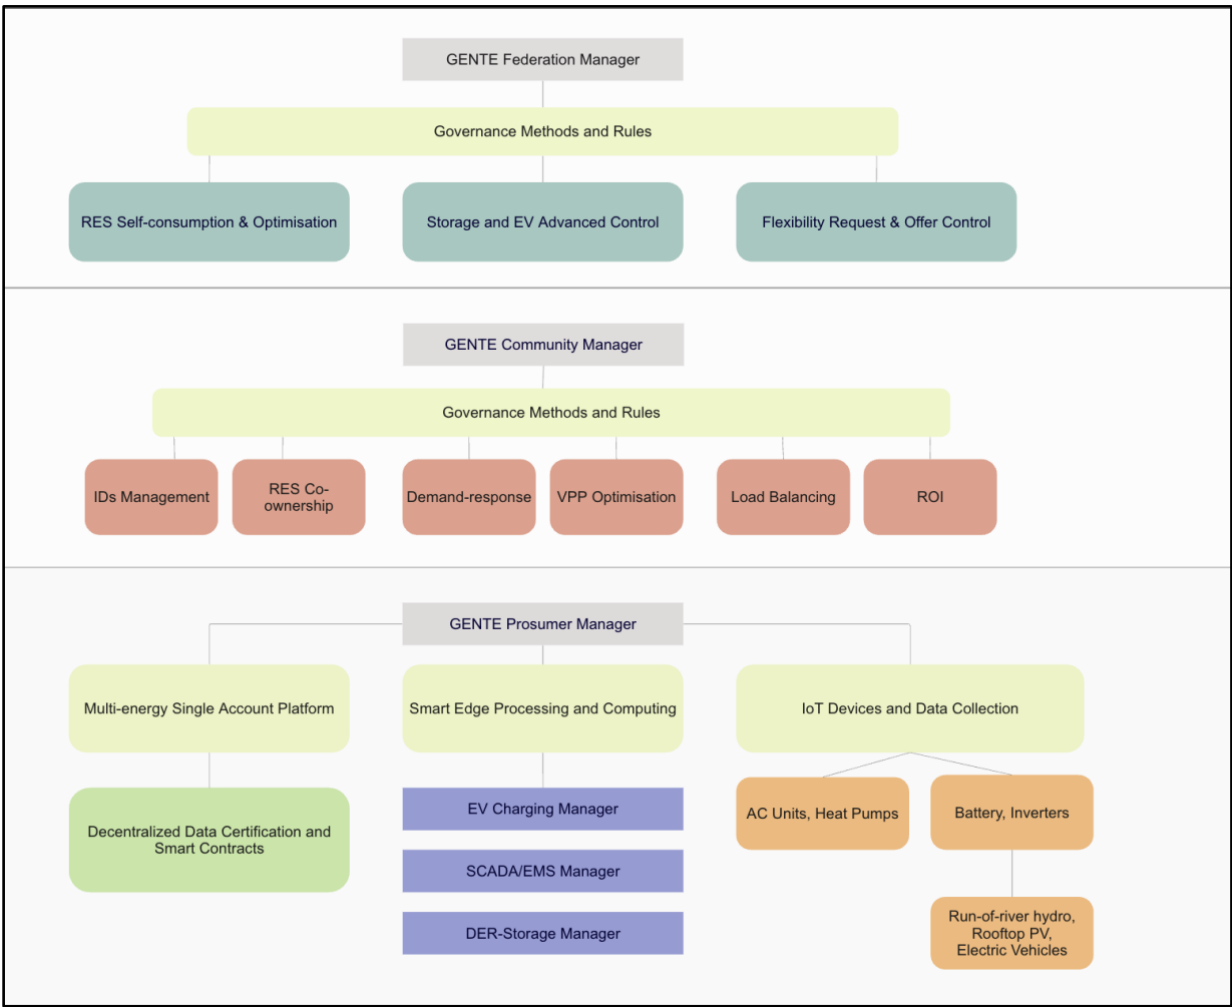 GENTE Federation Manager
Governance Methods and Rules
RES Self-consumption & Optimisation
Storage and EV Advanced Control
Flexibility Request & Offer Control
GENTE Community Manager
Governance Methods and Rules
IDs Management
RES Co-
ownership
Demand-response
VPP Optimisation
Load Balancing
ROI
GENTE Prosumer Manager
Multi-energy Single Account Platform
Smart Edge Processing and Computing
IoT Devices and Data Collection
Decentralized Data Certification and
Smart Contracts
EV Charging Manager
SCADA/EMS Manager
DER-Storage Manager
AC Units, Heat Pumps
Battery, Inverters
Run-of-river hydro,
Rooftop PV,
Electric Vehicles